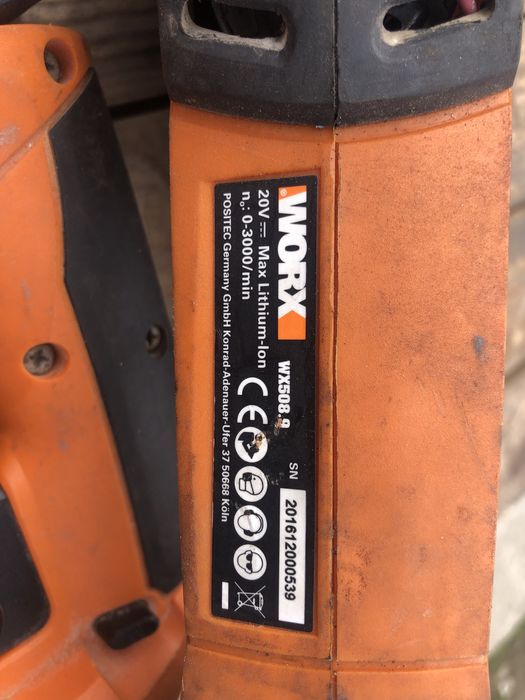 WORX® WX508.9 SN 201612000539
20V ⎓ Max Lithium-Ion
n₀: 0-3000/min
POSITEC Germany GmbH Konrad-Adenauer-Ufer 37 50668 Köln
CE